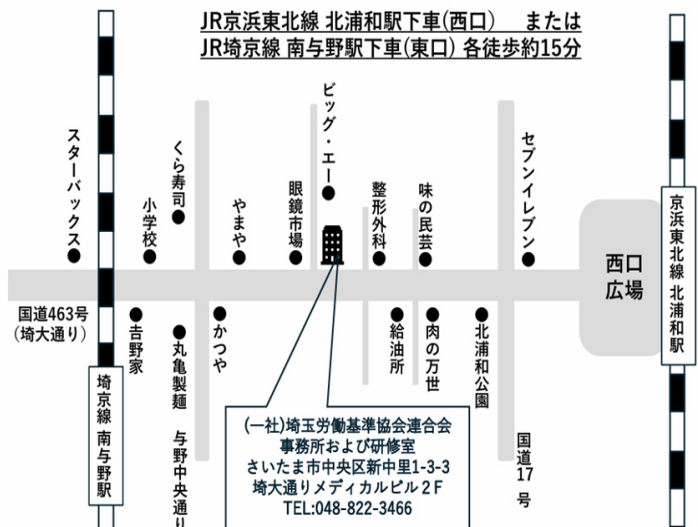 JR京浜東北線 北浦和駅下車(西口) または
JR埼京線 南与野駅下車(東口) 各徒歩約15分
スターバックス
小学校
くら寿司
やまや
眼鏡市場
ビッグ・エー
整形外科
味の民芸
セブンイレブン
西口
広場
京浜東北線 北浦和駅
国道463号
(埼大通り)
吉野家
丸亀製麺
かつや
給油所
肉の万世
北浦和公園
埼京線 南与野駅
与野中央通り
国道17号
(一社)埼玉労働基準協会連合会
事務所および研修室
さいたま市中央区新中里1-3-3
埼大通りメディカルビル2F
TEL:048-822-3466